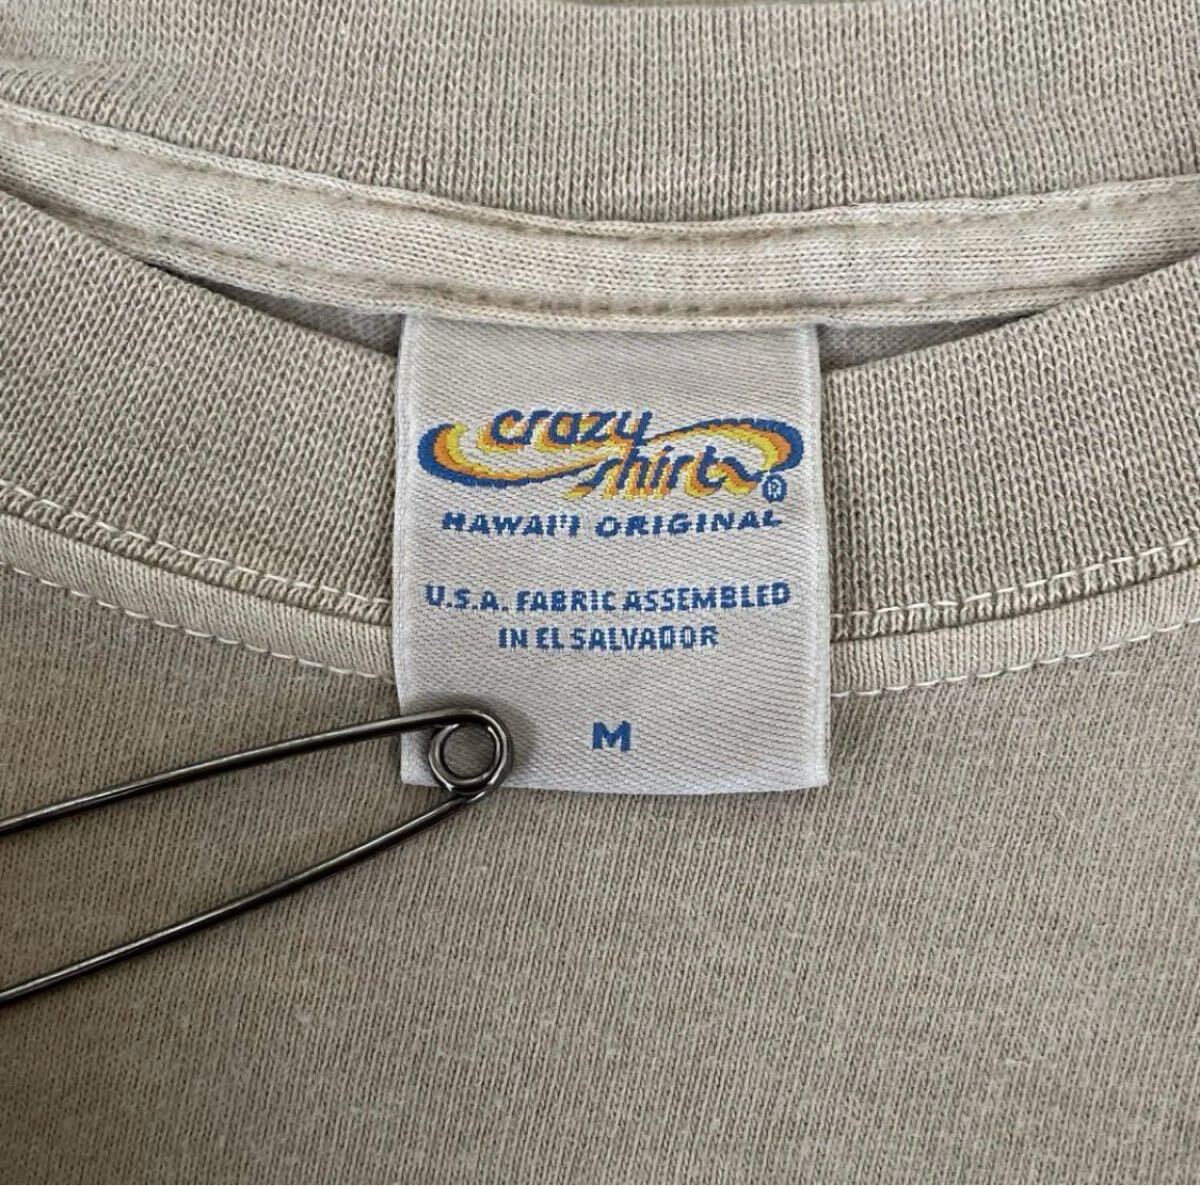 crazy
shirts®
HAWAI'I ORIGINAL
U.S.A. FABRIC ASSEMBLED
IN EL SALVADOR
M